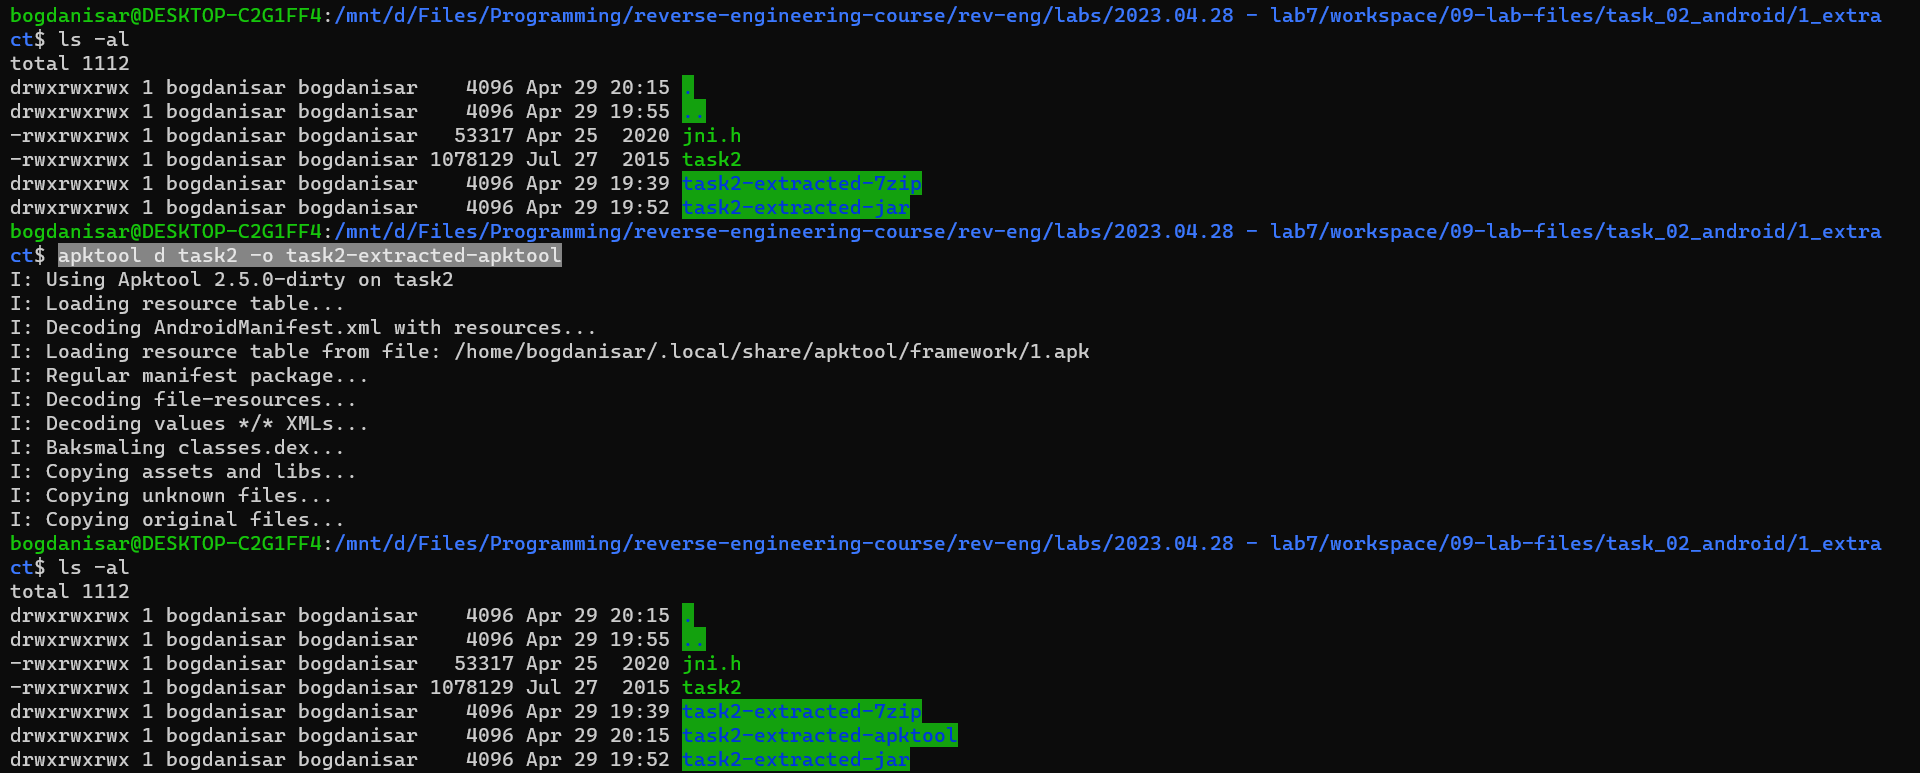 bogdanisar@DESKTOP-C2G1FF4:/mnt/d/Files/Programming/reverse-engineering-course/rev-eng/labs/2023.04.28 - lab7/workspace/09-lab-files/task_02_android/1_extra
ct$ ls -al
total 1112
drwxrwxrwx 1 bogdanisar bogdanisar    4096 Apr 29 20:15 .
drwxrwxrwx 1 bogdanisar bogdanisar    4096 Apr 29 19:55 ..
-rwxrwxrwx 1 bogdanisar bogdanisar   53317 Apr 25  2020 jni.h
-rwxrwxrwx 1 bogdanisar bogdanisar 1078129 Jul 27  2015 task2
drwxrwxrwx 1 bogdanisar bogdanisar    4096 Apr 29 19:39 task2-extracted-7zip
drwxrwxrwx 1 bogdanisar bogdanisar    4096 Apr 29 19:52 task2-extracted-jar
bogdanisar@DESKTOP-C2G1FF4:/mnt/d/Files/Programming/reverse-engineering-course/rev-eng/labs/2023.04.28 - lab7/workspace/09-lab-files/task_02_android/1_extra
ct$ apktool d task2 -o task2-extracted-apktool
I: Using Apktool 2.5.0-dirty on task2
I: Loading resource table...
I: Decoding AndroidManifest.xml with resources...
I: Loading resource table from file: /home/bogdanisar/.local/share/apktool/framework/1.apk
I: Regular manifest package...
I: Decoding file-resources...
I: Decoding values */* XMLs...
I: Baksmaling classes.dex...
I: Copying assets and libs...
I: Copying unknown files...
I: Copying original files...
bogdanisar@DESKTOP-C2G1FF4:/mnt/d/Files/Programming/reverse-engineering-course/rev-eng/labs/2023.04.28 - lab7/workspace/09-lab-files/task_02_android/1_extra
ct$ ls -al
total 1112
drwxrwxrwx 1 bogdanisar bogdanisar    4096 Apr 29 20:15 .
drwxrwxrwx 1 bogdanisar bogdanisar    4096 Apr 29 19:55 ..
-rwxrwxrwx 1 bogdanisar bogdanisar   53317 Apr 25  2020 jni.h
-rwxrwxrwx 1 bogdanisar bogdanisar 1078129 Jul 27  2015 task2
drwxrwxrwx 1 bogdanisar bogdanisar    4096 Apr 29 19:39 task2-extracted-7zip
drwxrwxrwx 1 bogdanisar bogdanisar    4096 Apr 29 20:15 task2-extracted-apktool
drwxrwxrwx 1 bogdanisar bogdanisar    4096 Apr 29 19:52 task2-extracted-jar